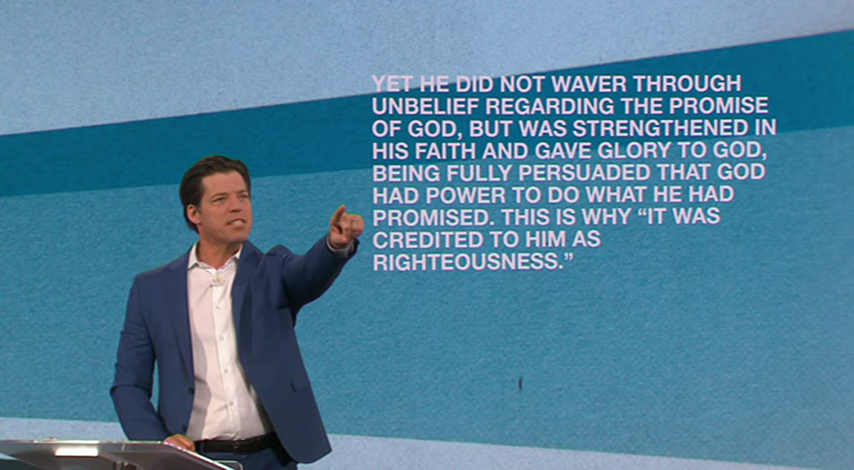 YET HE DID NOT WAVER THROUGH
UNBELIEF REGARDING THE PROMISE
OF GOD, BUT WAS STRENGTHENED IN
HIS FAITH AND GAVE GLORY TO GOD,
BEING FULLY PERSUADED THAT GOD
HAD POWER TO DO WHAT HE HAD
PROMISED. THIS IS WHY “IT WAS
CREDITED TO HIM AS
RIGHTEOUSNESS.”